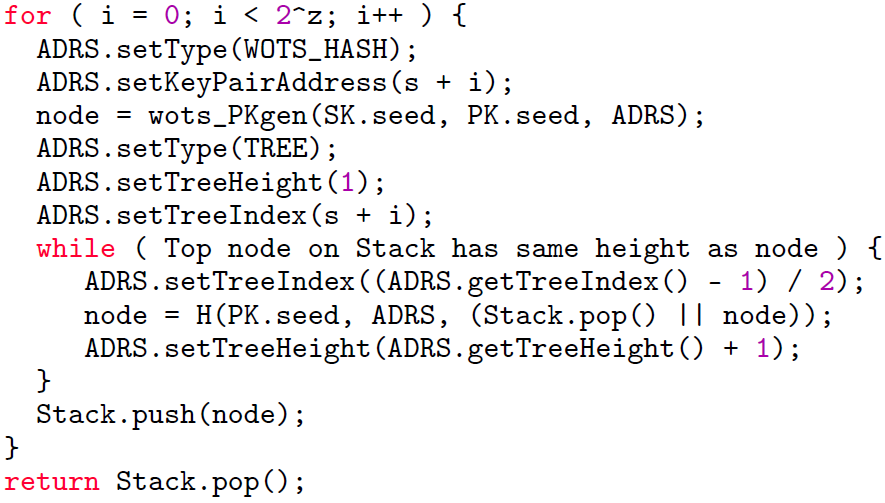 for ( i = 0; i < 2^z; i++ ) {
ADRS.setType(WOTS_HASH);
ADRS.setKeyPairAddress(s + i);
node = wots_PKgen(SK.seed, PK.seed, ADRS);
ADRS.setType(TREE);
ADRS.setTreeHeight(1);
ADRS.setTreeIndex(s + i);
while ( Top node on Stack has same height as node ) {
ADRS.setTreeIndex((ADRS.getTreeIndex() - 1) / 2);
node = H(PK.seed, ADRS, (Stack.pop() || node));
ADRS.setTreeHeight(ADRS.getTreeHeight() + 1);
}
Stack.push(node);
}
return Stack.pop();